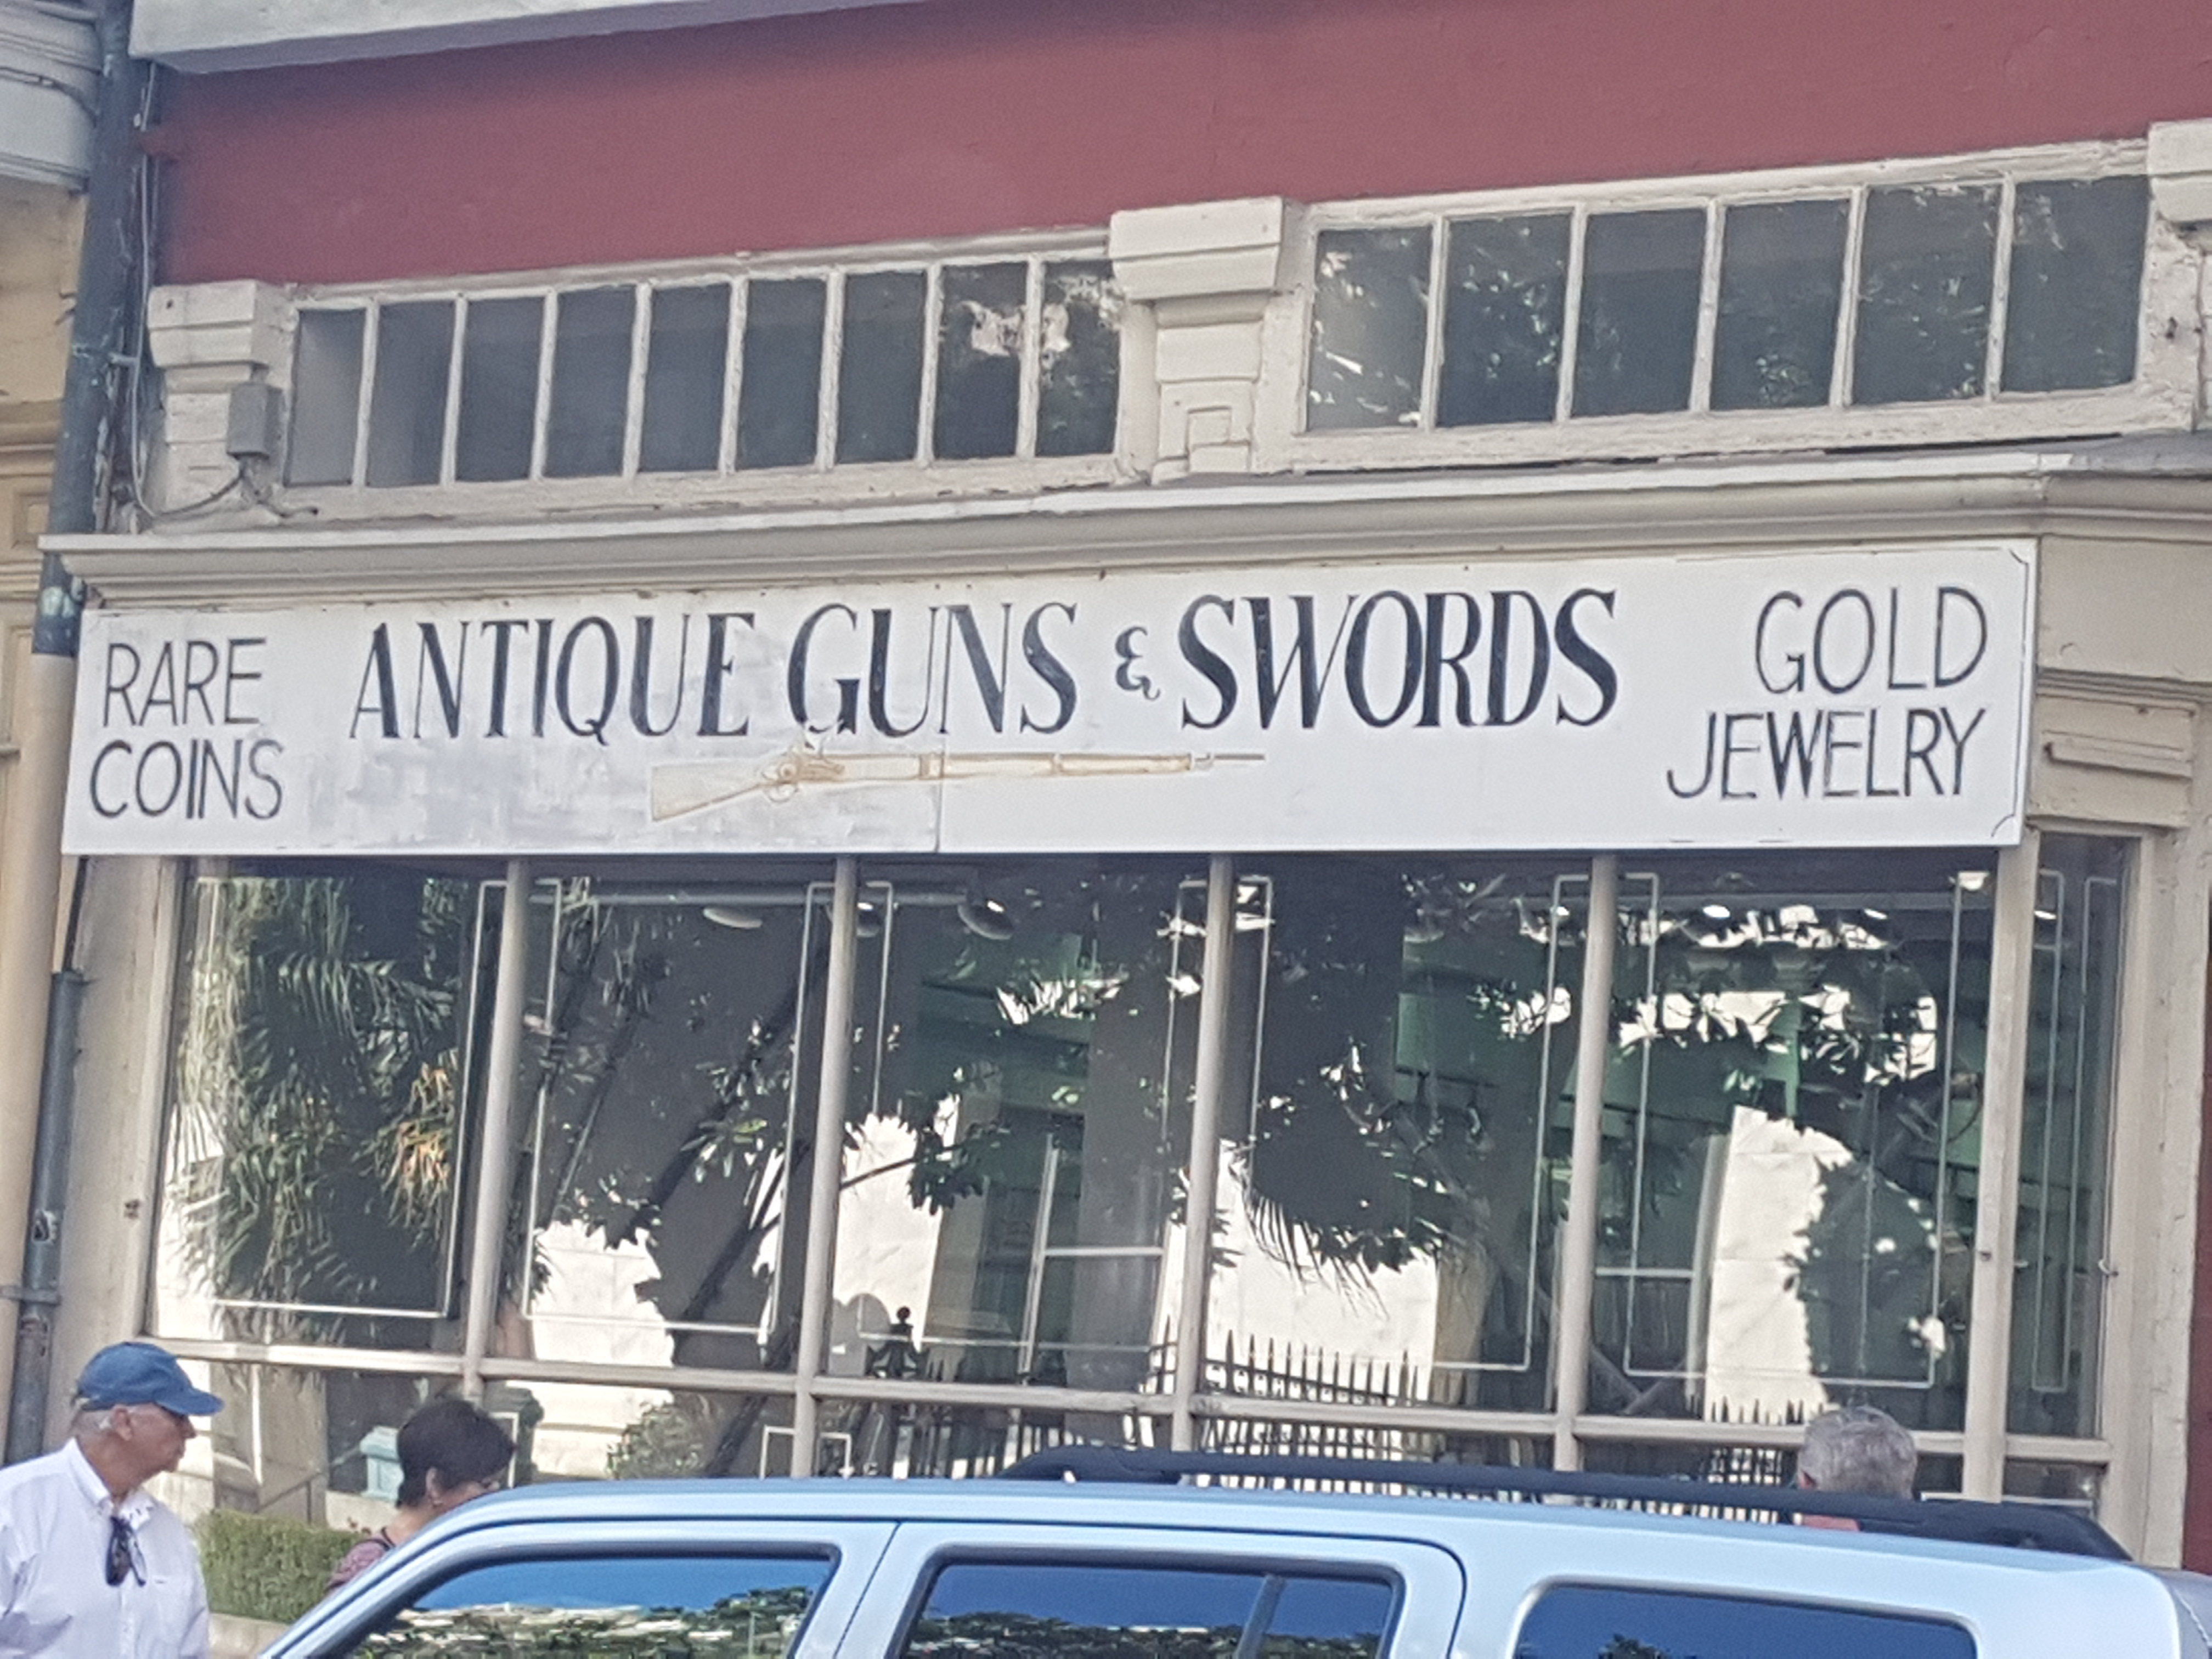 RARE
COINS
ANTIQUE GUNS & SWORDS
GOLD
JEWELRY